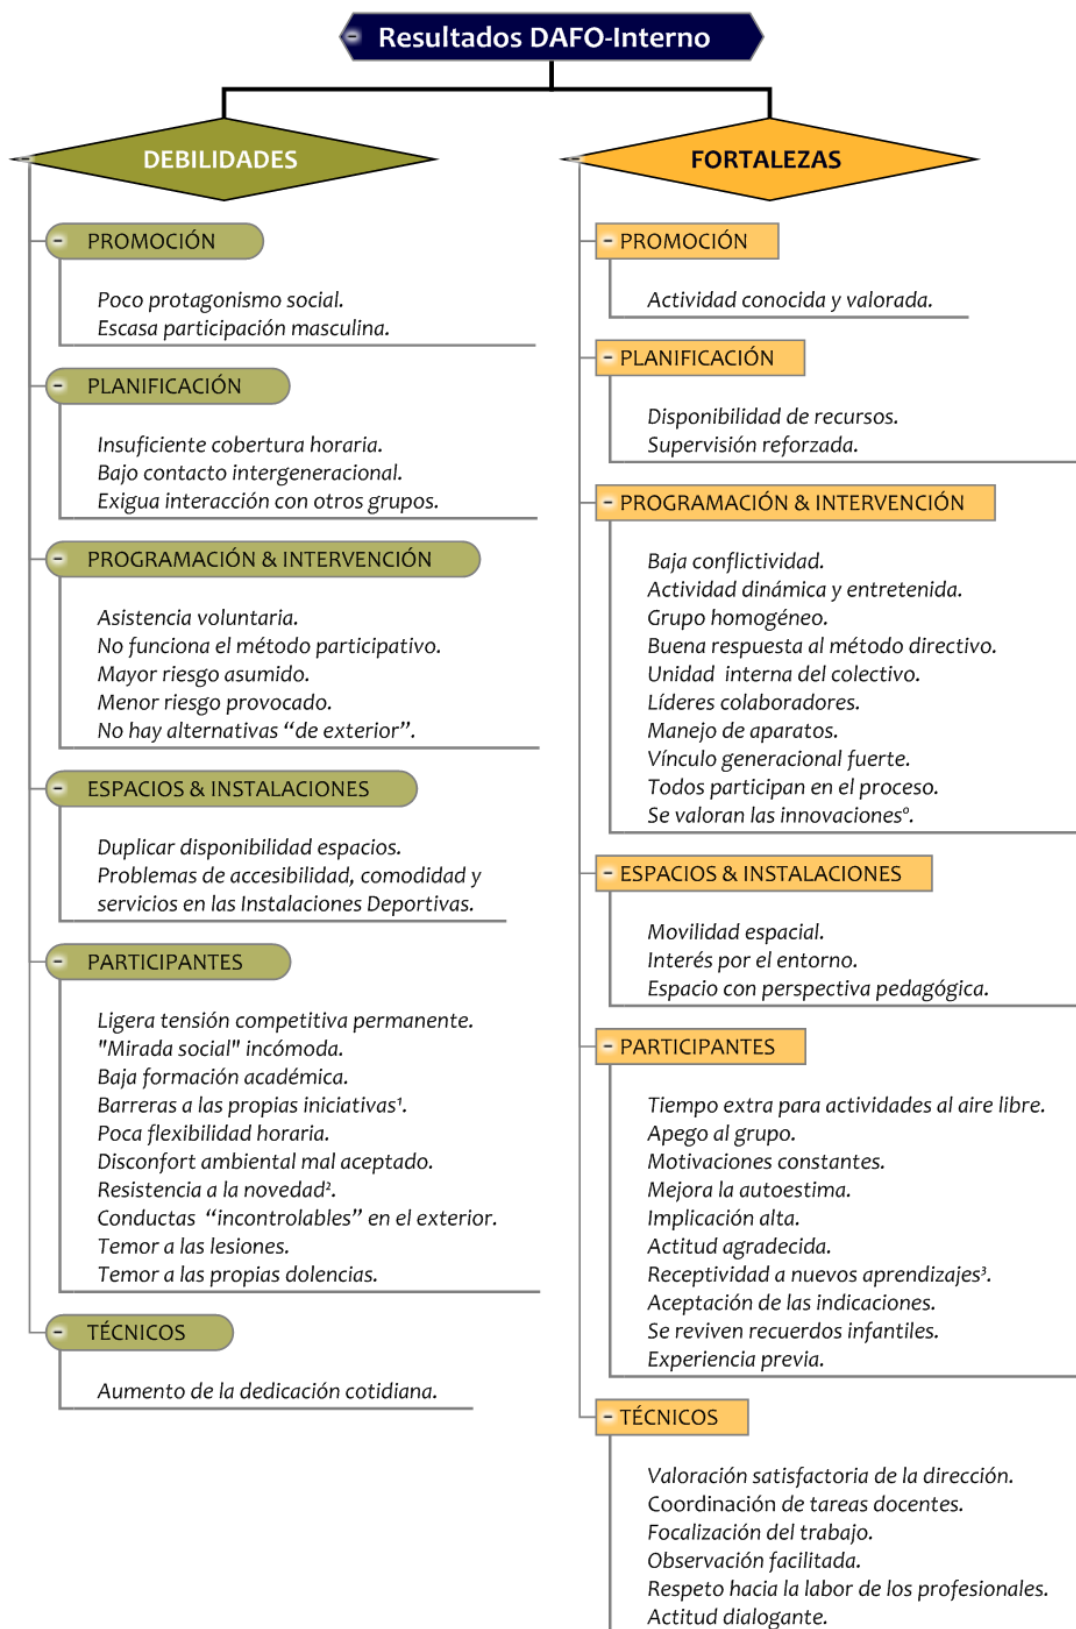 Resultados DAFO-Interno
DEBILIDADES
PROMOCIÓN
Poco protagonismo social.
Escasa participación masculina.
PLANIFICACIÓN
Insuficiente cobertura horaria.
Bajo contacto intergeneracional.
Exigua interacción con otros grupos.
PROGRAMACIÓN & INTERVENCIÓN
Asistencia voluntaria.
No funciona el método participativo.
Mayor riesgo asumido.
Menor riesgo provocado.
No hay alternativas “de exterior”.
ESPACIOS & INSTALACIONES
Duplicar disponibilidad espacios.
Problemas de accesibilidad, comodidad y
servicios en las Instalaciones Deportivas.
PARTICIPANTES
Ligera tensión competitiva permanente.
"Mirada social" incómoda.
Baja formación académica.
Barreras a las propias iniciativas¹.
Poca flexibilidad horaria.
Disconfort ambiental mal aceptado.
Resistencia a la novedad².
Conductas “incontrolables” en el exterior.
Temor a las lesiones.
Temor a las propias dolencias.
TÉCNICOS
Aumento de la dedicación cotidiana.
FORTALEZAS
PROMOCIÓN
Actividad conocida y valorada.
PLANIFICACIÓN
Disponibilidad de recursos.
Supervisión reforzada.
PROGRAMACIÓN & INTERVENCIÓN
Baja conflictividad.
Actividad dinámica y entretenida.
Grupo homogéneo.
Buena respuesta al método directivo.
Unidad interna del colectivo.
Líderes colaboradores.
Manejo de aparatos.
Vínculo generacional fuerte.
Todos participan en el proceso.
Se valoran las innovaciones⁰.
ESPACIOS & INSTALACIONES
Movilidad espacial.
Interés por el entorno.
Espacio con perspectiva pedagógica.
PARTICIPANTES
Tiempo extra para actividades al aire libre.
Apego al grupo.
Motivaciones constantes.
Mejora la autoestima.
Implicación alta.
Actitud agradecida.
Receptividad a nuevos aprendizajes³.
Aceptación de las indicaciones.
Se reviven recuerdos infantiles.
Experiencia previa.
TÉCNICOS
Valoración satisfactoria de la dirección.
Coordinación de tareas docentes.
Focalización del trabajo.
Observación facilitada.
Respeto hacia la labor de los profesionales.
Actitud dialogante.